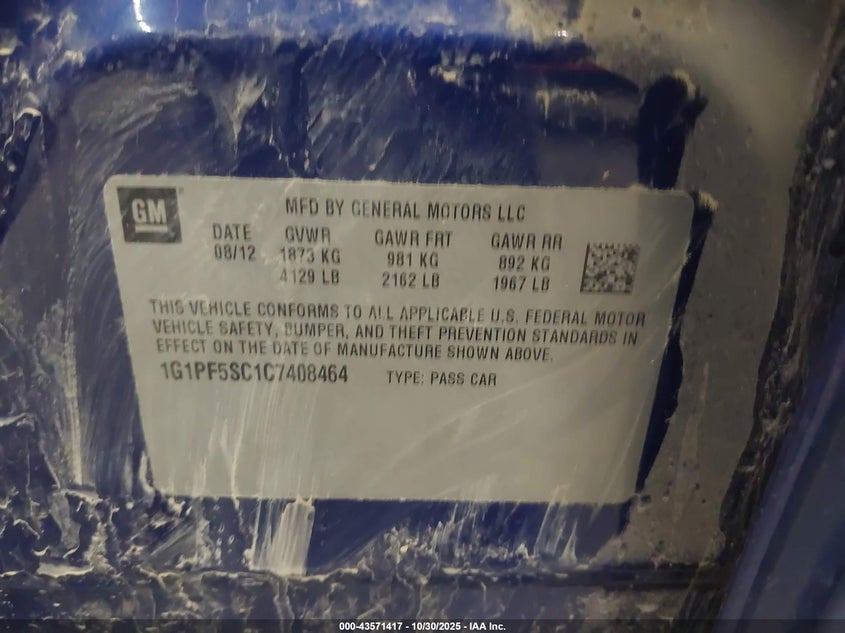 GM
MFD BY GENERAL MOTORS LLC
DATE GVWR GAWR FRT GAWR RR
08/12 1873 KG 981 KG 892 KG
4129 LB 2162 LB 1967 LB
THIS VEHICLE CONFORMS TO ALL APPLICABLE U.S. FEDERAL MOTOR
VEHICLE SAFETY, BUMPER, AND THEFT PREVENTION STANDARDS IN
EFFECT ON THE DATE OF MANUFACTURE SHOWN ABOVE.
1G1PF5SC1C7408464 TYPE: PASS CAR
000-43571417 - 10/30/2025 - IAA Inc.